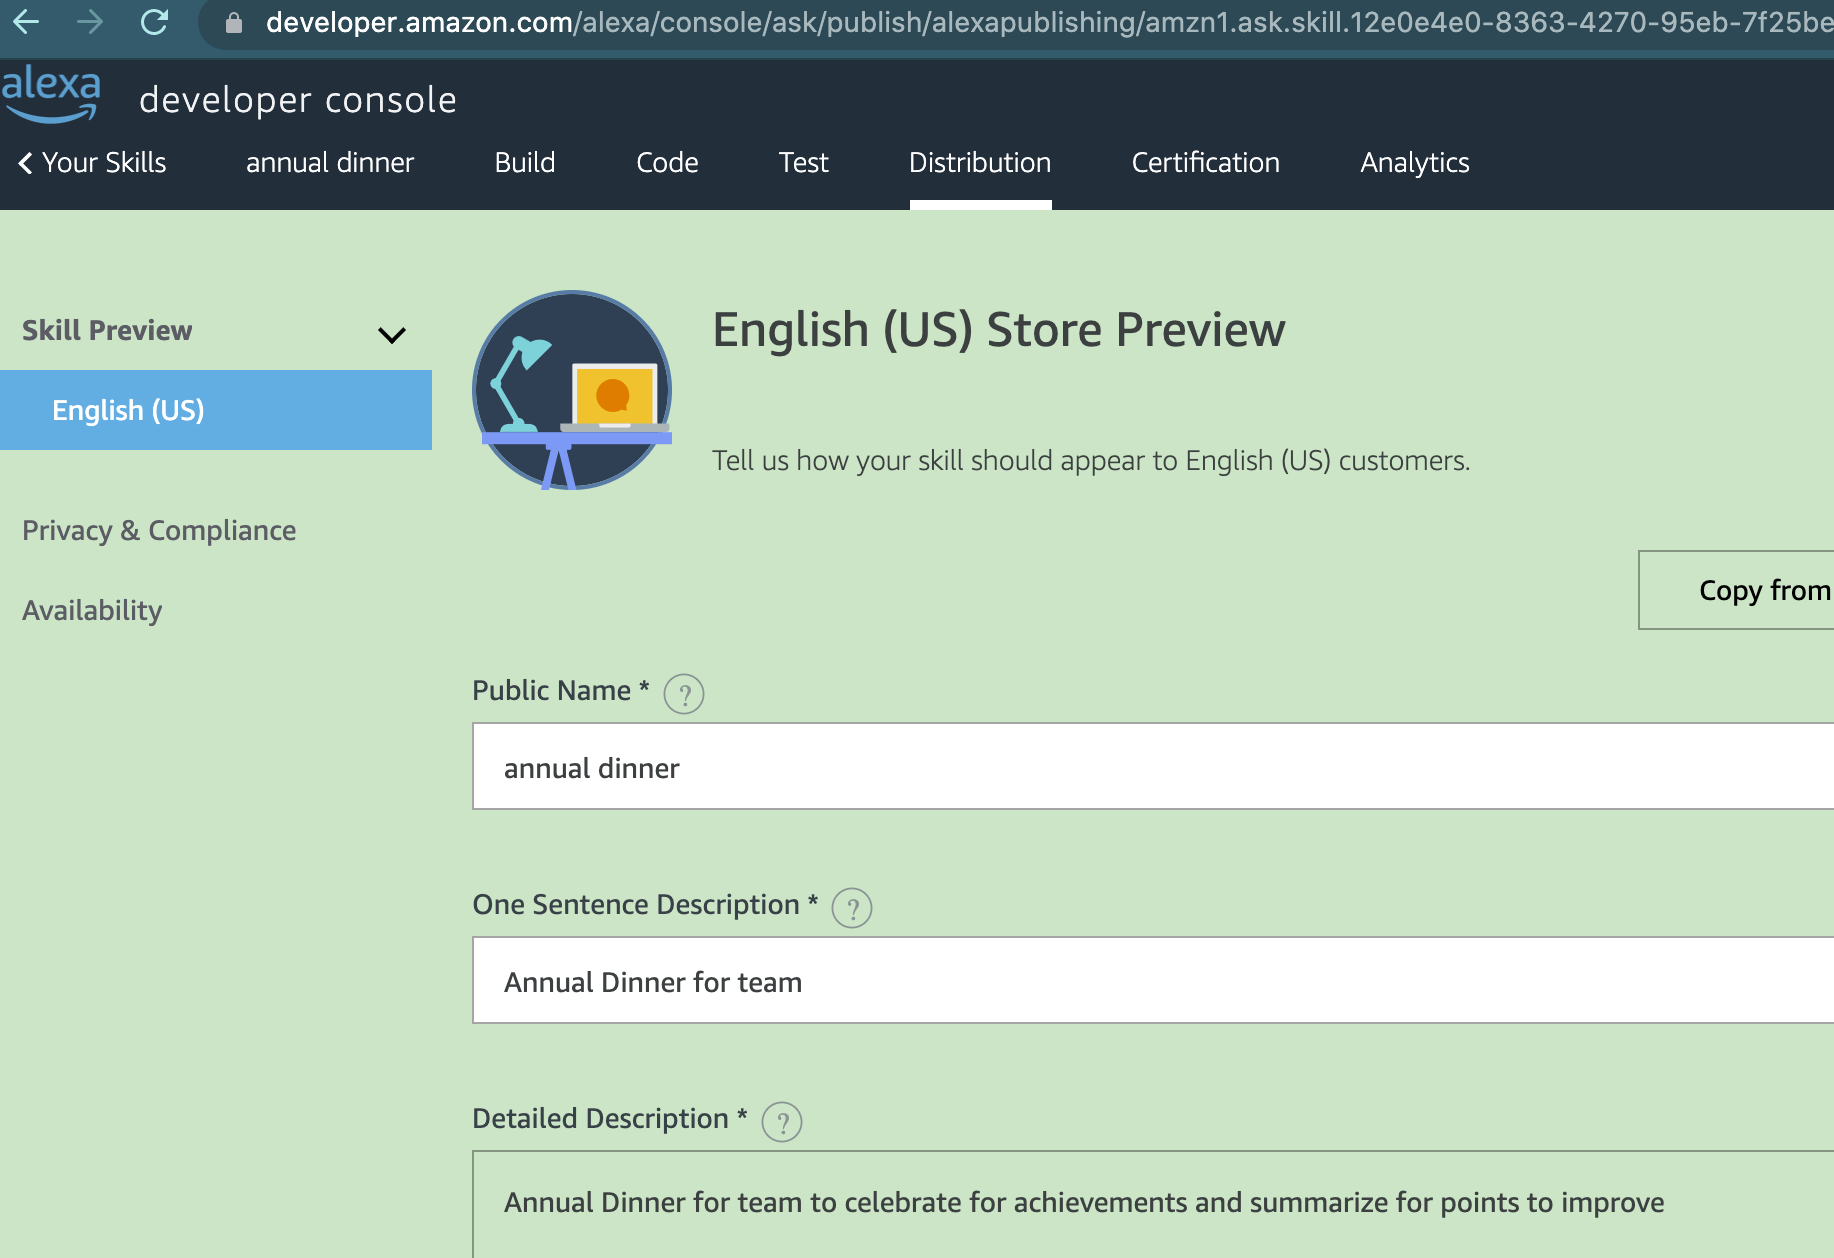 developer.amazon.com/alexa/console/ask/publish/alexapublishing/amzn1.ask.skill.12e0e4e0-8363-4270-95eb-7f25be
alexa developer console
Your Skills annual dinner Build Code Test Distribution Certification Analytics
Skill Preview
English (US)
Privacy & Compliance
Availability
English (US) Store Preview
Tell us how your skill should appear to English (US) customers.
Copy from
Public Name * ?
annual dinner
One Sentence Description * ?
Annual Dinner for team
Detailed Description * ?
Annual Dinner for team to celebrate for achievements and summarize for points to improve